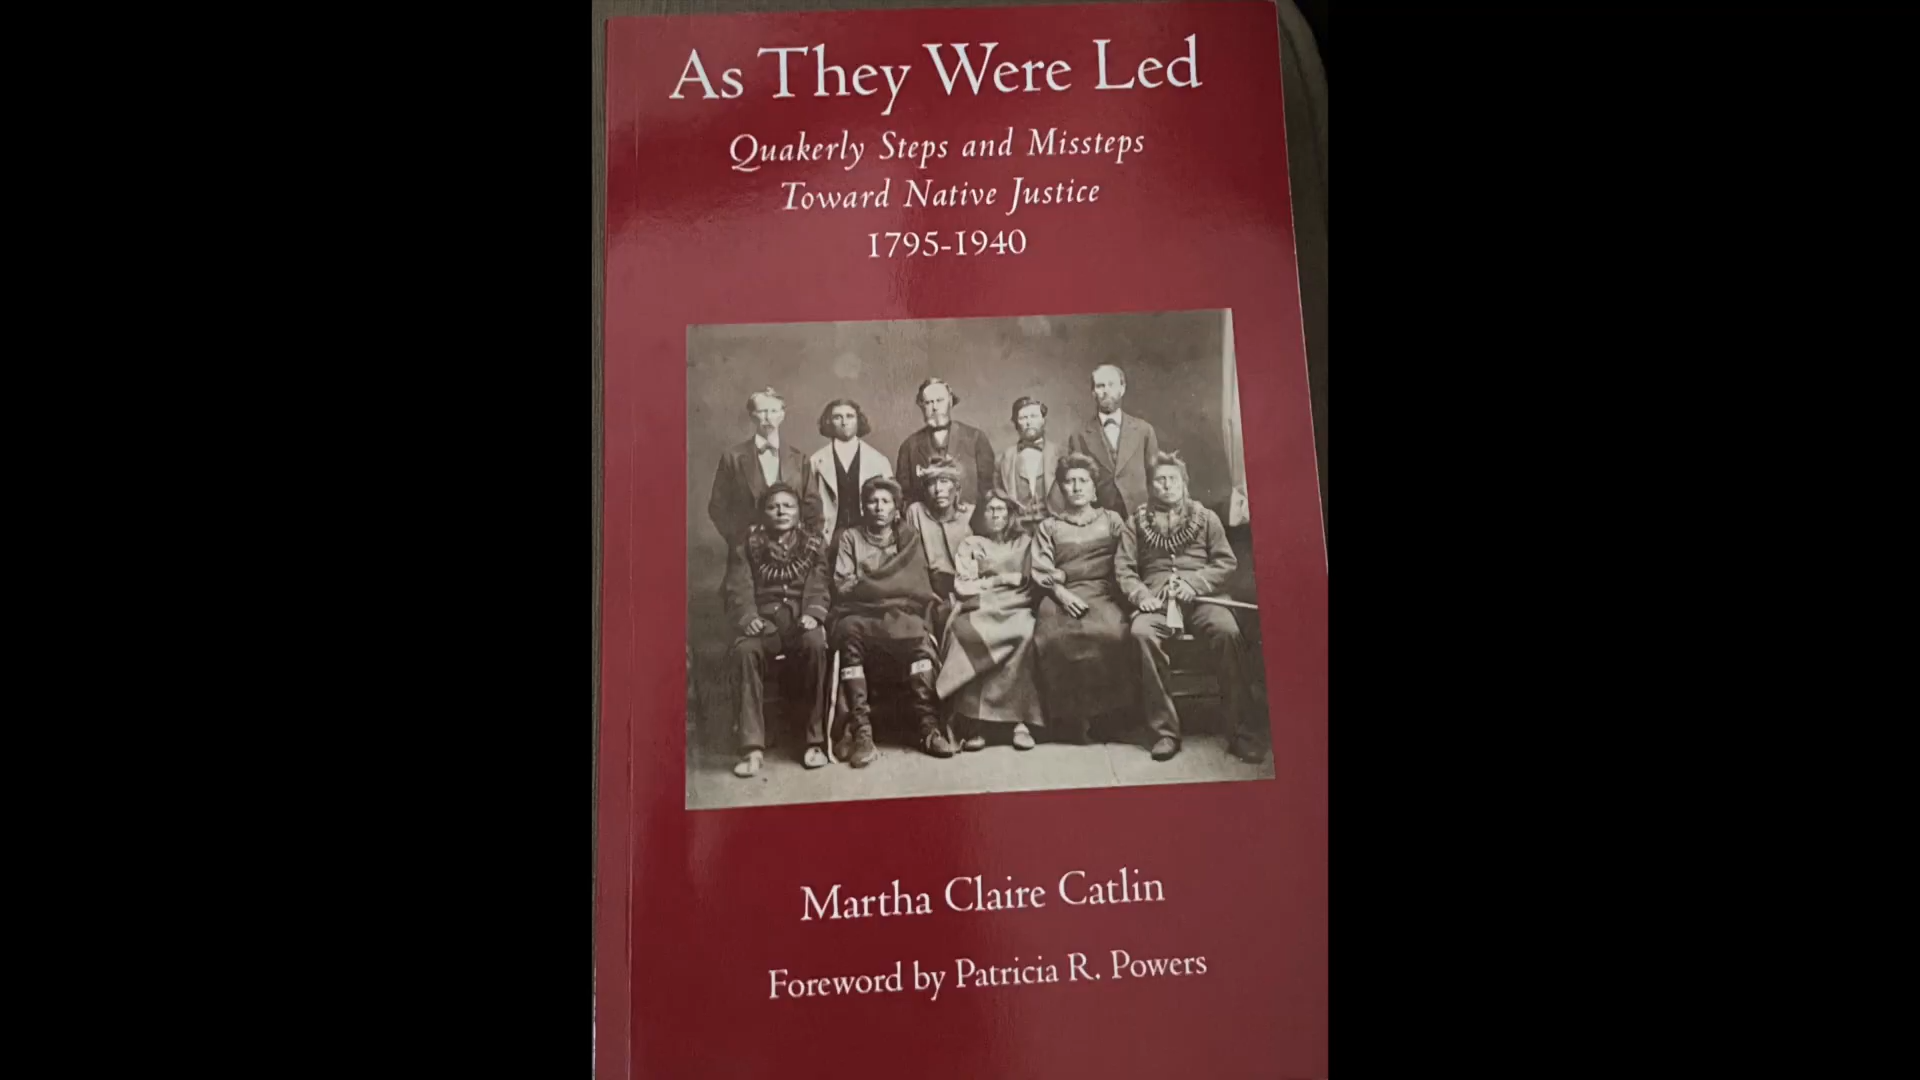 As They Were Led
Quakerly Steps and Missteps
Toward Native Justice
1795-1940
Martha Claire Catlin
Foreword by Patricia R. Powers